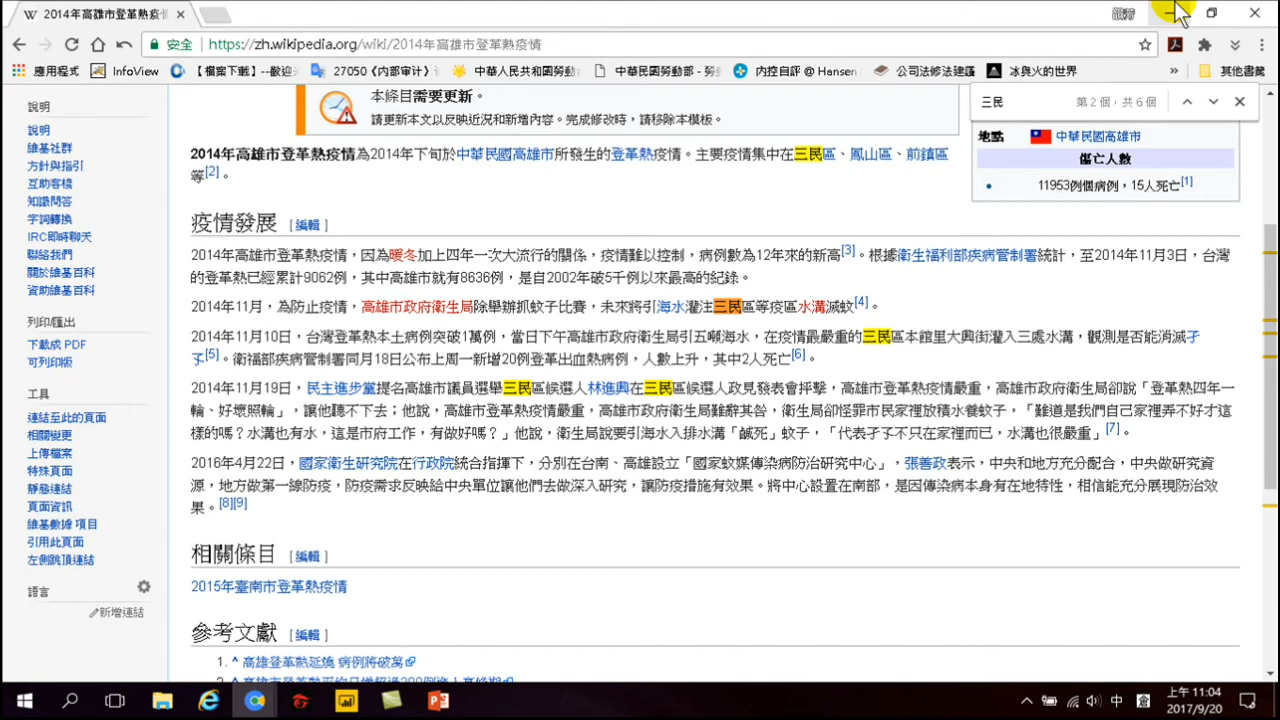 2014年高雄市登革熱疫情
安全
https://zh.wikipedia.org/wiki/2014年高雄市登革熱疫情
應用程式
InfoView
【檔案下載】--歡迎
27050《内部审计》
中華人民共和國勞動
中華民國勞動部 - 勞
內控自評 @ Hansen
公司法修法建議
冰與火的世界
»
其他書籤
三民
第 2 個，共 6 個
說明
說明
維基社群
方針與指引
互助客棧
知識問答
字詞轉換
IRC即時聊天
聯絡我們
關於維基百科
資助維基百科
列印/匯出
下載成 PDF
可列印版
工具
連結至此的頁面
相關變更
上傳檔案
特殊頁面
靜態連結
頁面資訊
維基數據 項目
引用此頁面
左側跳頂連結
語言
新增連結
本條目需要更新。
請更新本文以反映近況和新增內容。完成修改時，請移除本模板。
地點 中華民國高雄市
傷亡人數
11953例個病例，15人死亡[1]
2014年高雄市登革熱疫情為2014年下旬於中華民國高雄市所發生的登革熱疫情。主要疫情集中在三民區、鳳山區、前鎮區
等[2]。
疫情發展 [ 編輯 ]
2014年高雄市登革熱疫情，因為暖冬加上四年一次大流行的關係，疫情難以控制，病例數為12年來的新高[3]。根據衛生福利部疾病管制署統計，至2014年11月3日，台灣
的登革熱已經累計9062例，其中高雄市就有8636例，是自2002年破5千例以來最高的紀錄。
2014年11月，為防止疫情，高雄市政府衛生局除舉辦抓蚊子比賽，未來將引海水灌注三民區等疫區水溝滅蚊[4]。
2014年11月10日，台灣登革熱本土病例突破1萬例，當日下午高雄市政府衛生局引五噸海水，在疫情最嚴重的三民區本館里大興街灌入三處水溝，觀測是否能消滅孑
孓[5]。衛福部疾病管制署同月18日公布上周一新增20例登革出血熱病例，人數上升，其中2人死亡[6]。
2014年11月19日，民主進步黨提名高雄市議員選舉三民區候選人林進興在三民區候選人政見發表會抨擊，高雄市登革熱疫情嚴重，高雄市政府衛生局卻說「登革熱四年一
輪、好壞照輪」，讓他聽不下去；他說，高雄市登革熱疫情嚴重，高雄市政府衛生局難辭其咎，衛生局卻怪罪市民家裡放積水養蚊子，「難道是我們自己家裡弄不好才這
樣的嗎？水溝也有水，這是市府工作，有做好嗎？」他說，衛生局說要引海水入排水溝「鹹死」蚊子，「代表孑孓不只在家裡而已，水溝也很嚴重」[7]。
2016年4月22日，國家衛生研究院在行政院統合指揮下，分別在台南、高雄設立「國家蚊媒傳染病防治研究中心」，張善政表示，中央和地方充分配合，中央做研究資
源，地方做第一線防疫，防疫需求反映給中央單位讓他們去做深入研究，讓防疫措施有效果。將中心設置在南部，是因傳染病本身有在地特性，相信能充分展現防治效
果。[8][9]
相關條目 [ 編輯 ]
2015年臺南市登革熱疫情
參考文獻 [ 編輯 ]
1. ^ 高雄登革熱延燒 病例將破萬
中
上午 11:04
2017/9/20